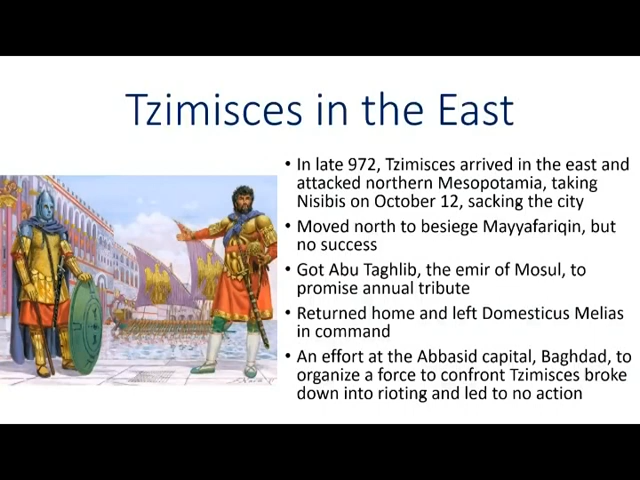 Tzimisces in the East
• In late 972, Tzimisces arrived in the east and
attacked northern Mesopotamia, taking
Nisibis on October 12, sacking the city
• Moved north to besiege Mayyafariqin, but
no success
• Got Abu Taghlib, the emir of Mosul, to
promise annual tribute
• Returned home and left Domesticus Melias
in command
• An effort at the Abbasid capital, Baghdad, to
organize a force to confront Tzimisces broke
down into rioting and led to no action